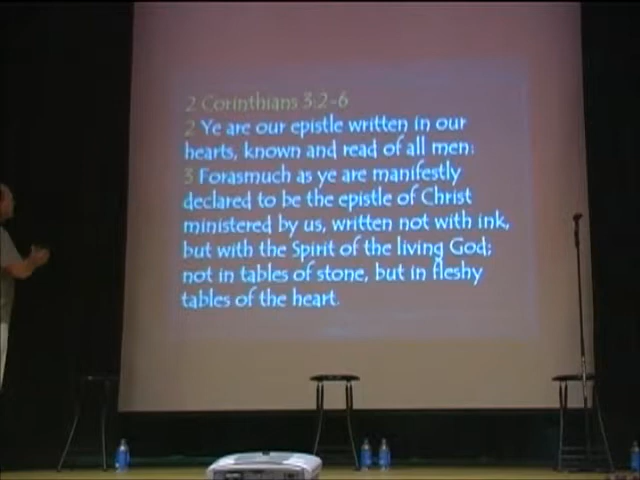 2 Corinthians 3:2-6
2 Ye are our epistle written in our
hearts, known and read of all men:
3 Forasmuch as ye are manifestly
declared to be the epistle of Christ
ministered by us, written not with ink,
but with the Spirit of the living God;
not in tables of stone, but in fleshy
tables of the heart.